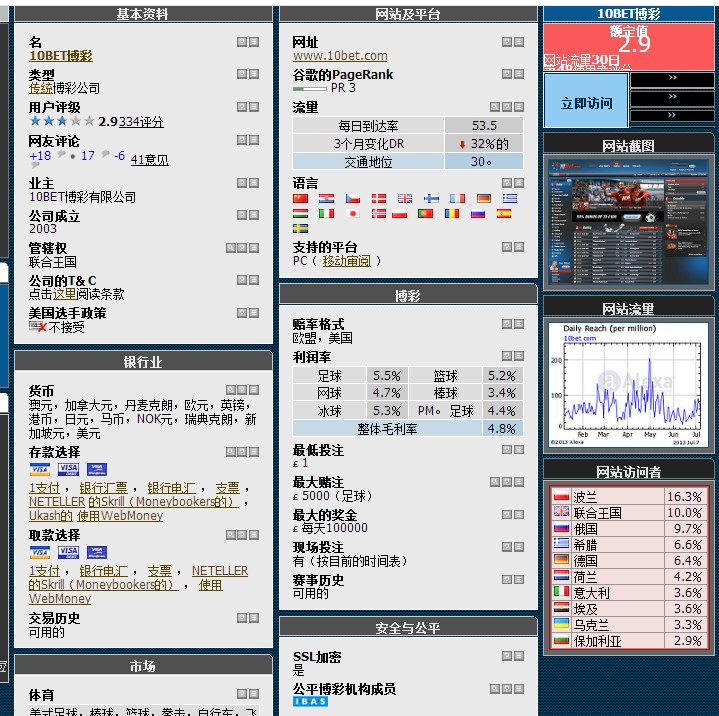 基本资料
名
10BET博彩
类型
传统博彩公司
用户评级
2.9 334评分
网友评论
+18 • 17 -6 41意见
业主
10BET博彩有限公司
公司成立
2003
管辖权
联合王国
公司的T& C
点击这里阅读条款
美国选手政策
不接受
银行业
货币
澳元，加拿大元，丹麦克朗，欧元，英镑，
港币，日元，马币，NOK元，瑞典克朗，新
加坡元，美元
存款选择
VISA VISA VISA
1支付 ， 银行汇票 ， 银行电汇 ， 支票 ，
NETELLER 的Skrill（Moneybookers的） ，
Ukash的 使用WebMoney
取款选择
VISA VISA VISA
1支付 ， 银行电汇 ， 支票 ， NETELLER
的Skrill（Moneybookers的） ， 使用
WebMoney
交易历史
可用的
市场
体育
美式足球，棒球，篮球，拳击，自行车，飞
网站及平台
网址
www.10bet.com
谷歌的PageRank
PR 3
流量
每日到达率 53.5
3个月变化DR 32%的
交通地位 30。
语言
支持的平台
PC（ 移动审阅 ）
博彩
赔率格式
欧盟，美国
利润率
足球 5.5% 篮球 5.2%
网球 4.7% 棒球 3.4%
冰球 5.3% PM。足球 4.4%
整体毛利率 4.8%
最低投注
£ 1
最大赌注
£ 5000（足球）
最大的奖金
£ 每天100000
现场投注
有（按目前的时间表）
赛事历史
可用的
安全与公平
SSL加密
是
公平博彩机构成员
IBAS
10BET博彩
额定值
2.9
网站流量30日
立即访问
网站截图
网站流量
Daily Reach (per million)
10bet.com
200
100
0
Alexa
Feb Mar Apr May Jun Jul
©2013 Alexa 2013 Jul 7
网站访问者
波兰 16.3%
联合王国 10.0%
俄国 9.7%
希腊 6.6%
德国 6.4%
荷兰 4.2%
意大利 3.6%
埃及 3.6%
乌克兰 3.3%
保加利亚 2.9%